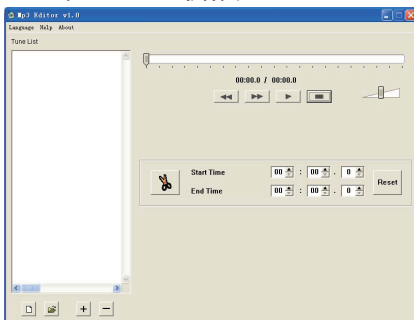 Mp3 Editor v1.0
Language Help About
Tune List
00:00.0 / 00:00.0
Start Time 00 : 00 . 0
End Time 00 : 00 . 0
Reset